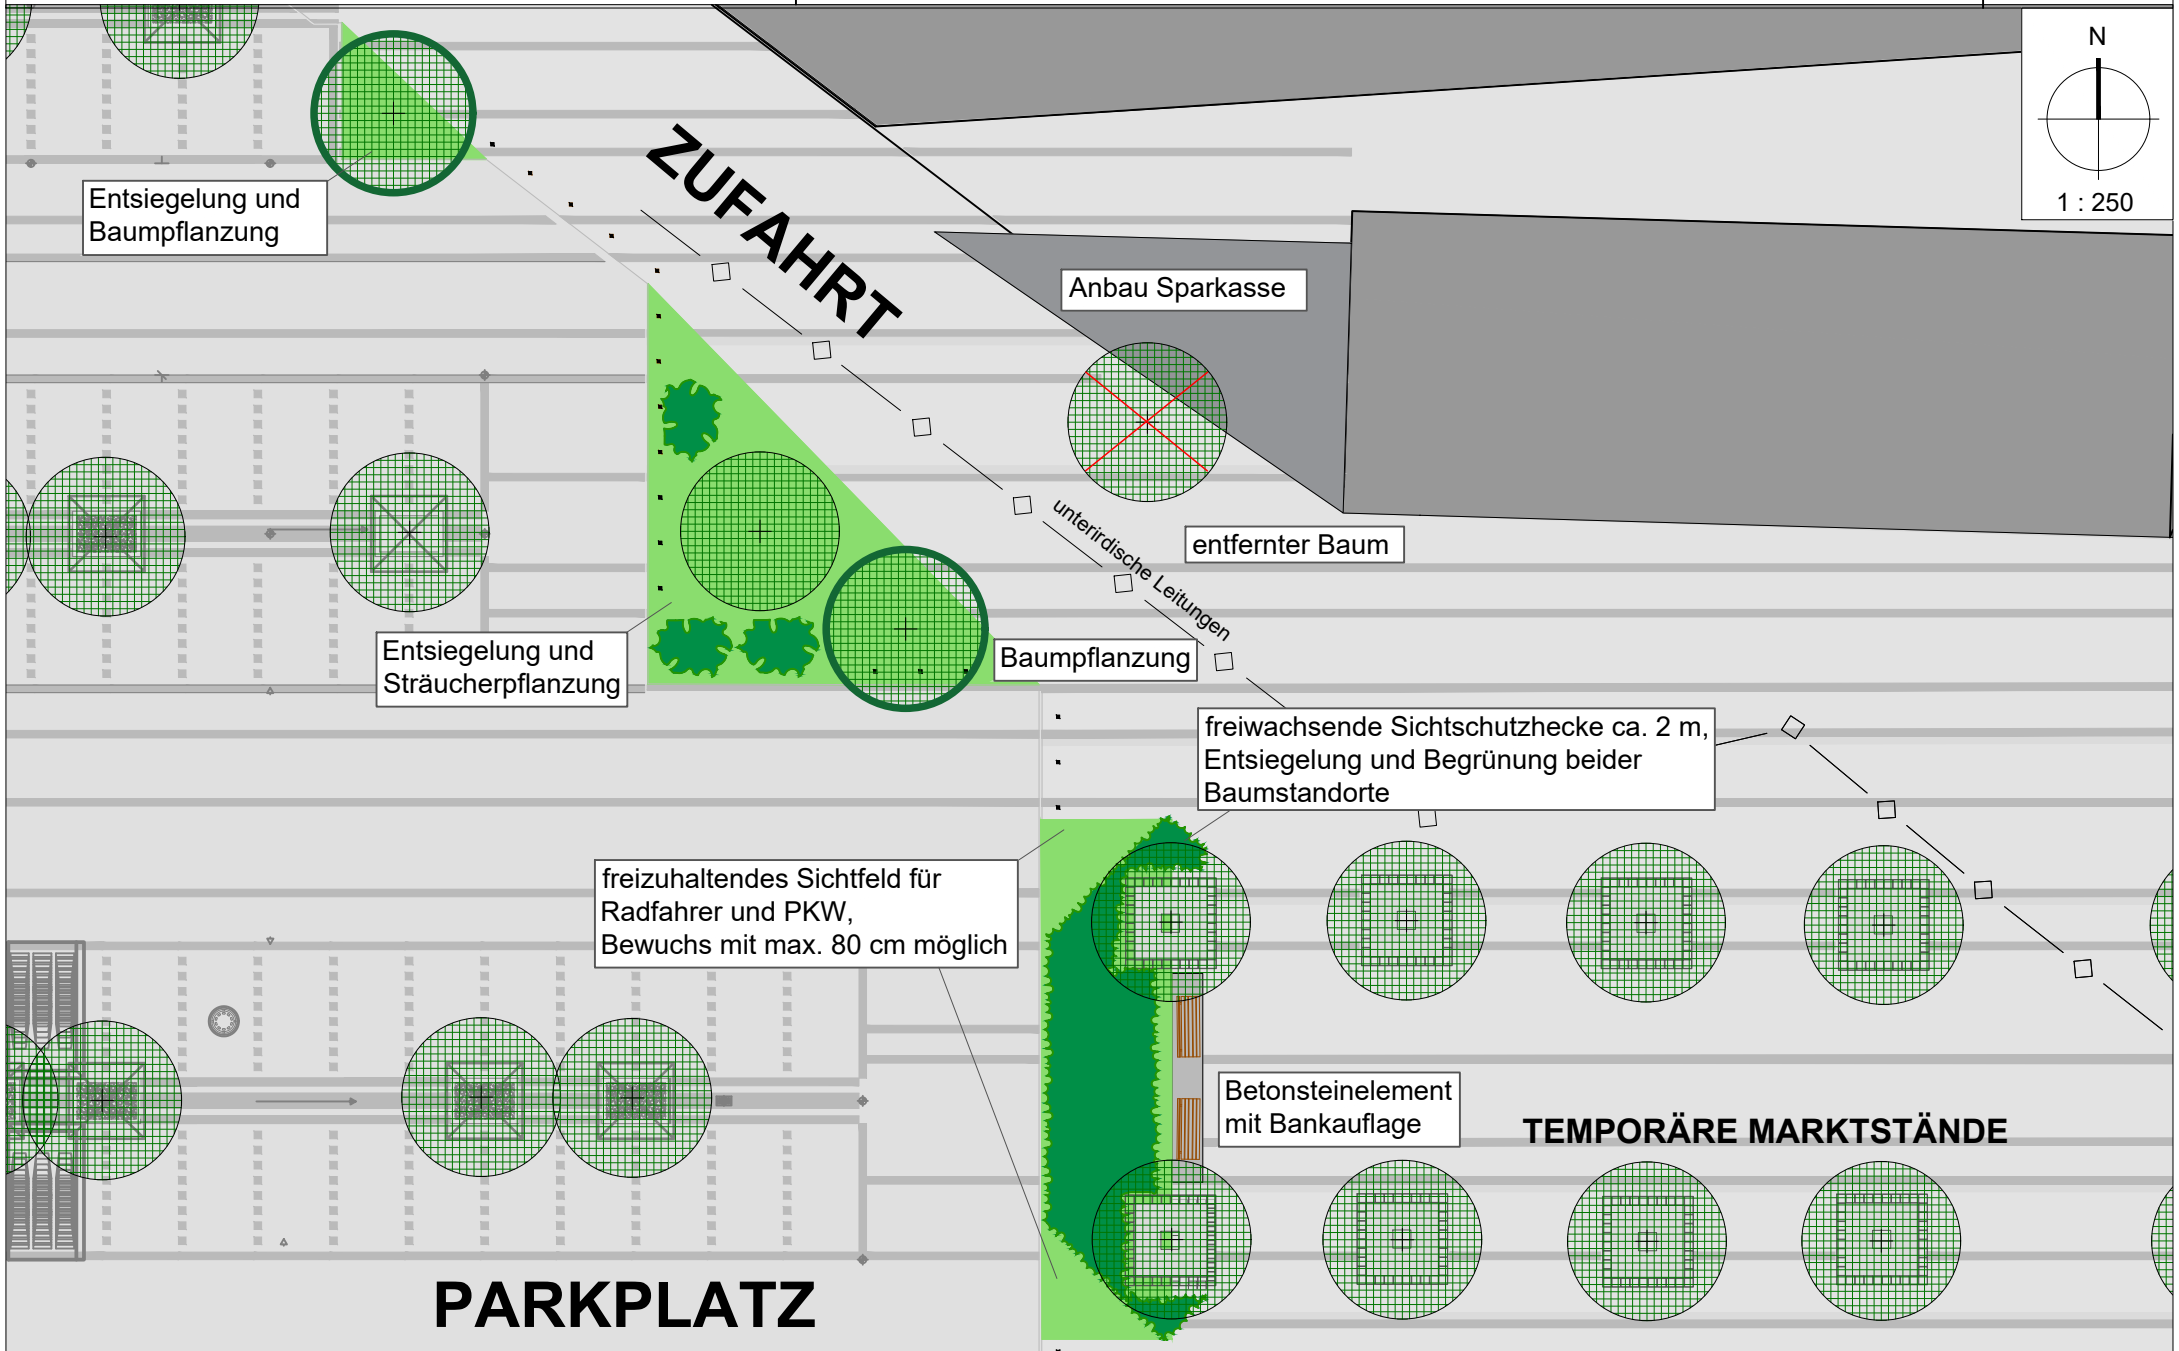 N
1 : 250
ZUFAHRT
Entsiegelung und
Baumpflanzung
Anbau Sparkasse
unterirdische Leitungen
entfernter Baum
Entsiegelung und
Sträucherpflanzung
Baumpflanzung
freiwachsende Sichtschutzhecke ca. 2 m,
Entsiegelung und Begrünung beider
Baumstandorte
freizuhaltendes Sichtfeld für
Radfahrer und PKW,
Bewuchs mit max. 80 cm möglich
Betonsteinelement
mit Bankauflage
TEMPORÄRE MARKTSTÄNDE
PARKPLATZ